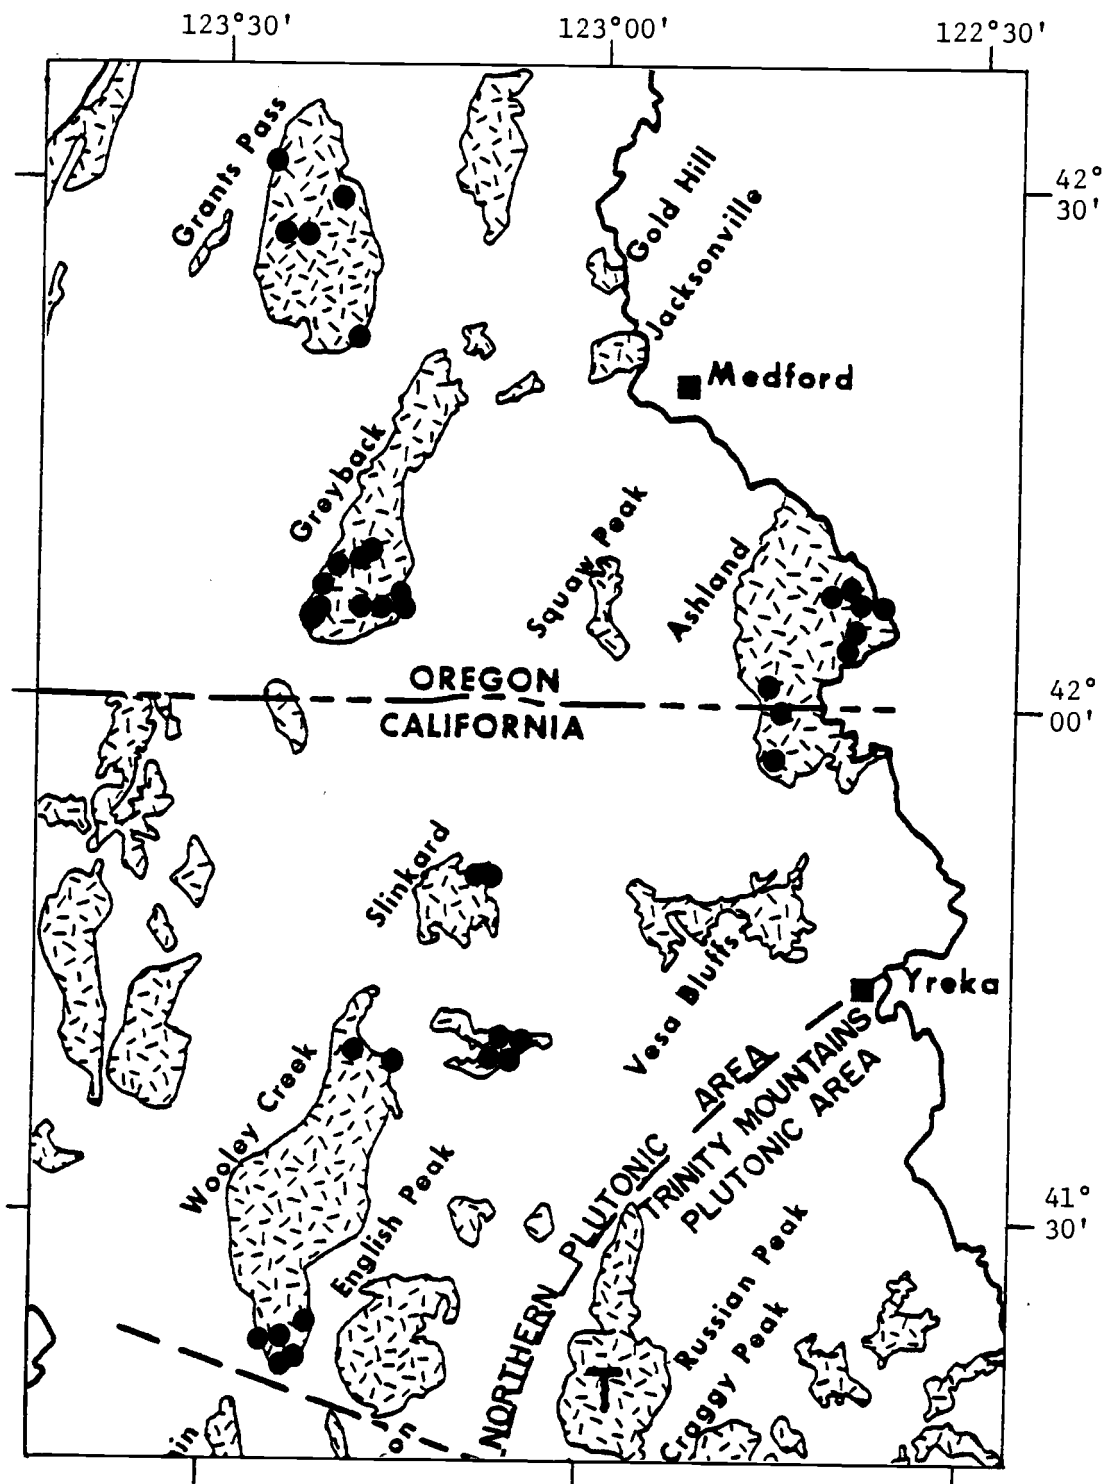 123°30' 123°00' 122°30'
Grants Pass
Gold Hill
Jacksonville
42°
30'
Medford
Greyback
Squaw Peak
Ashland
OREGON
CALIFORNIA
42°
00'
Slinkard
Vesa Bluffs
Yreka
Wooley Creek
English Peak
NORTHERN PLUTONIC AREA
TRINITY MOUNTAINS
PLUTONIC AREA
41°
30'
Russian Peak
Craggy Peak
T
in
on